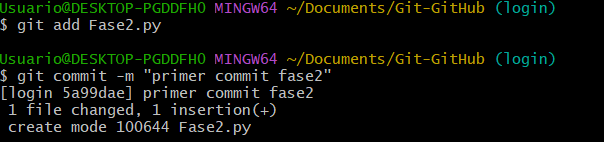 Usuario@DESKTOP-PGDDFH0 MINGW64 ~/Documents/Git-GitHub (login)
$ git add Fase2.py
Usuario@DESKTOP-PGDDFH0 MINGW64 ~/Documents/Git-GitHub (login)
$ git commit -m "primer commit fase2"
[login 5a99dae] primer commit fase2
1 file changed, 1 insertion(+)
create mode 100644 Fase2.py